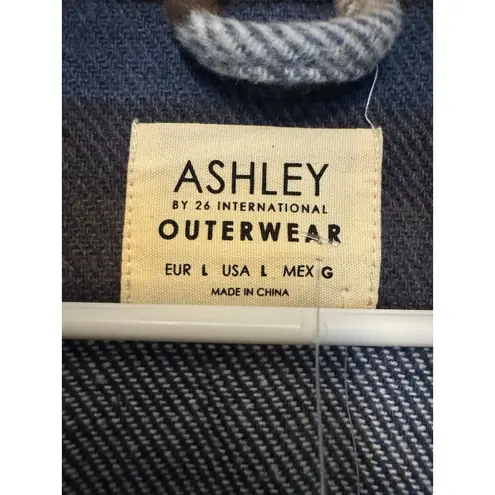 ASHLEY
BY 26 INTERNATIONAL
OUTERWEAR
EUR L USA L MEX G
MADE IN CHINA